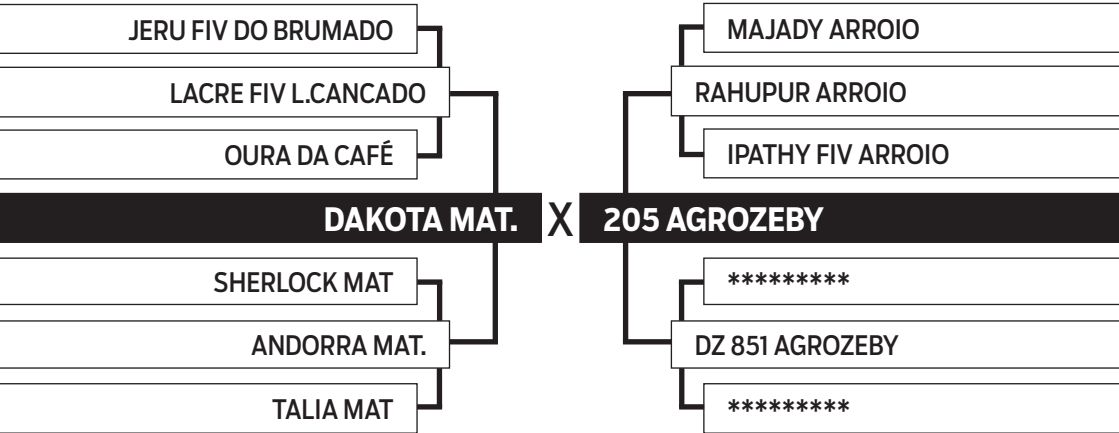 JERU FIV DO BRUMADO
LACRE FIV L.CANCADO
OURA DA CAFÉ
DAKOTA MAT. X 205 AGROZEBY
SHERLOCK MAT
ANDORRA MAT.
TALIA MAT
MAJADY ARROIO
RAHUPUR ARROIO
IPATHY FIV ARROIO
*********
DZ 851 AGROZEBY
*********